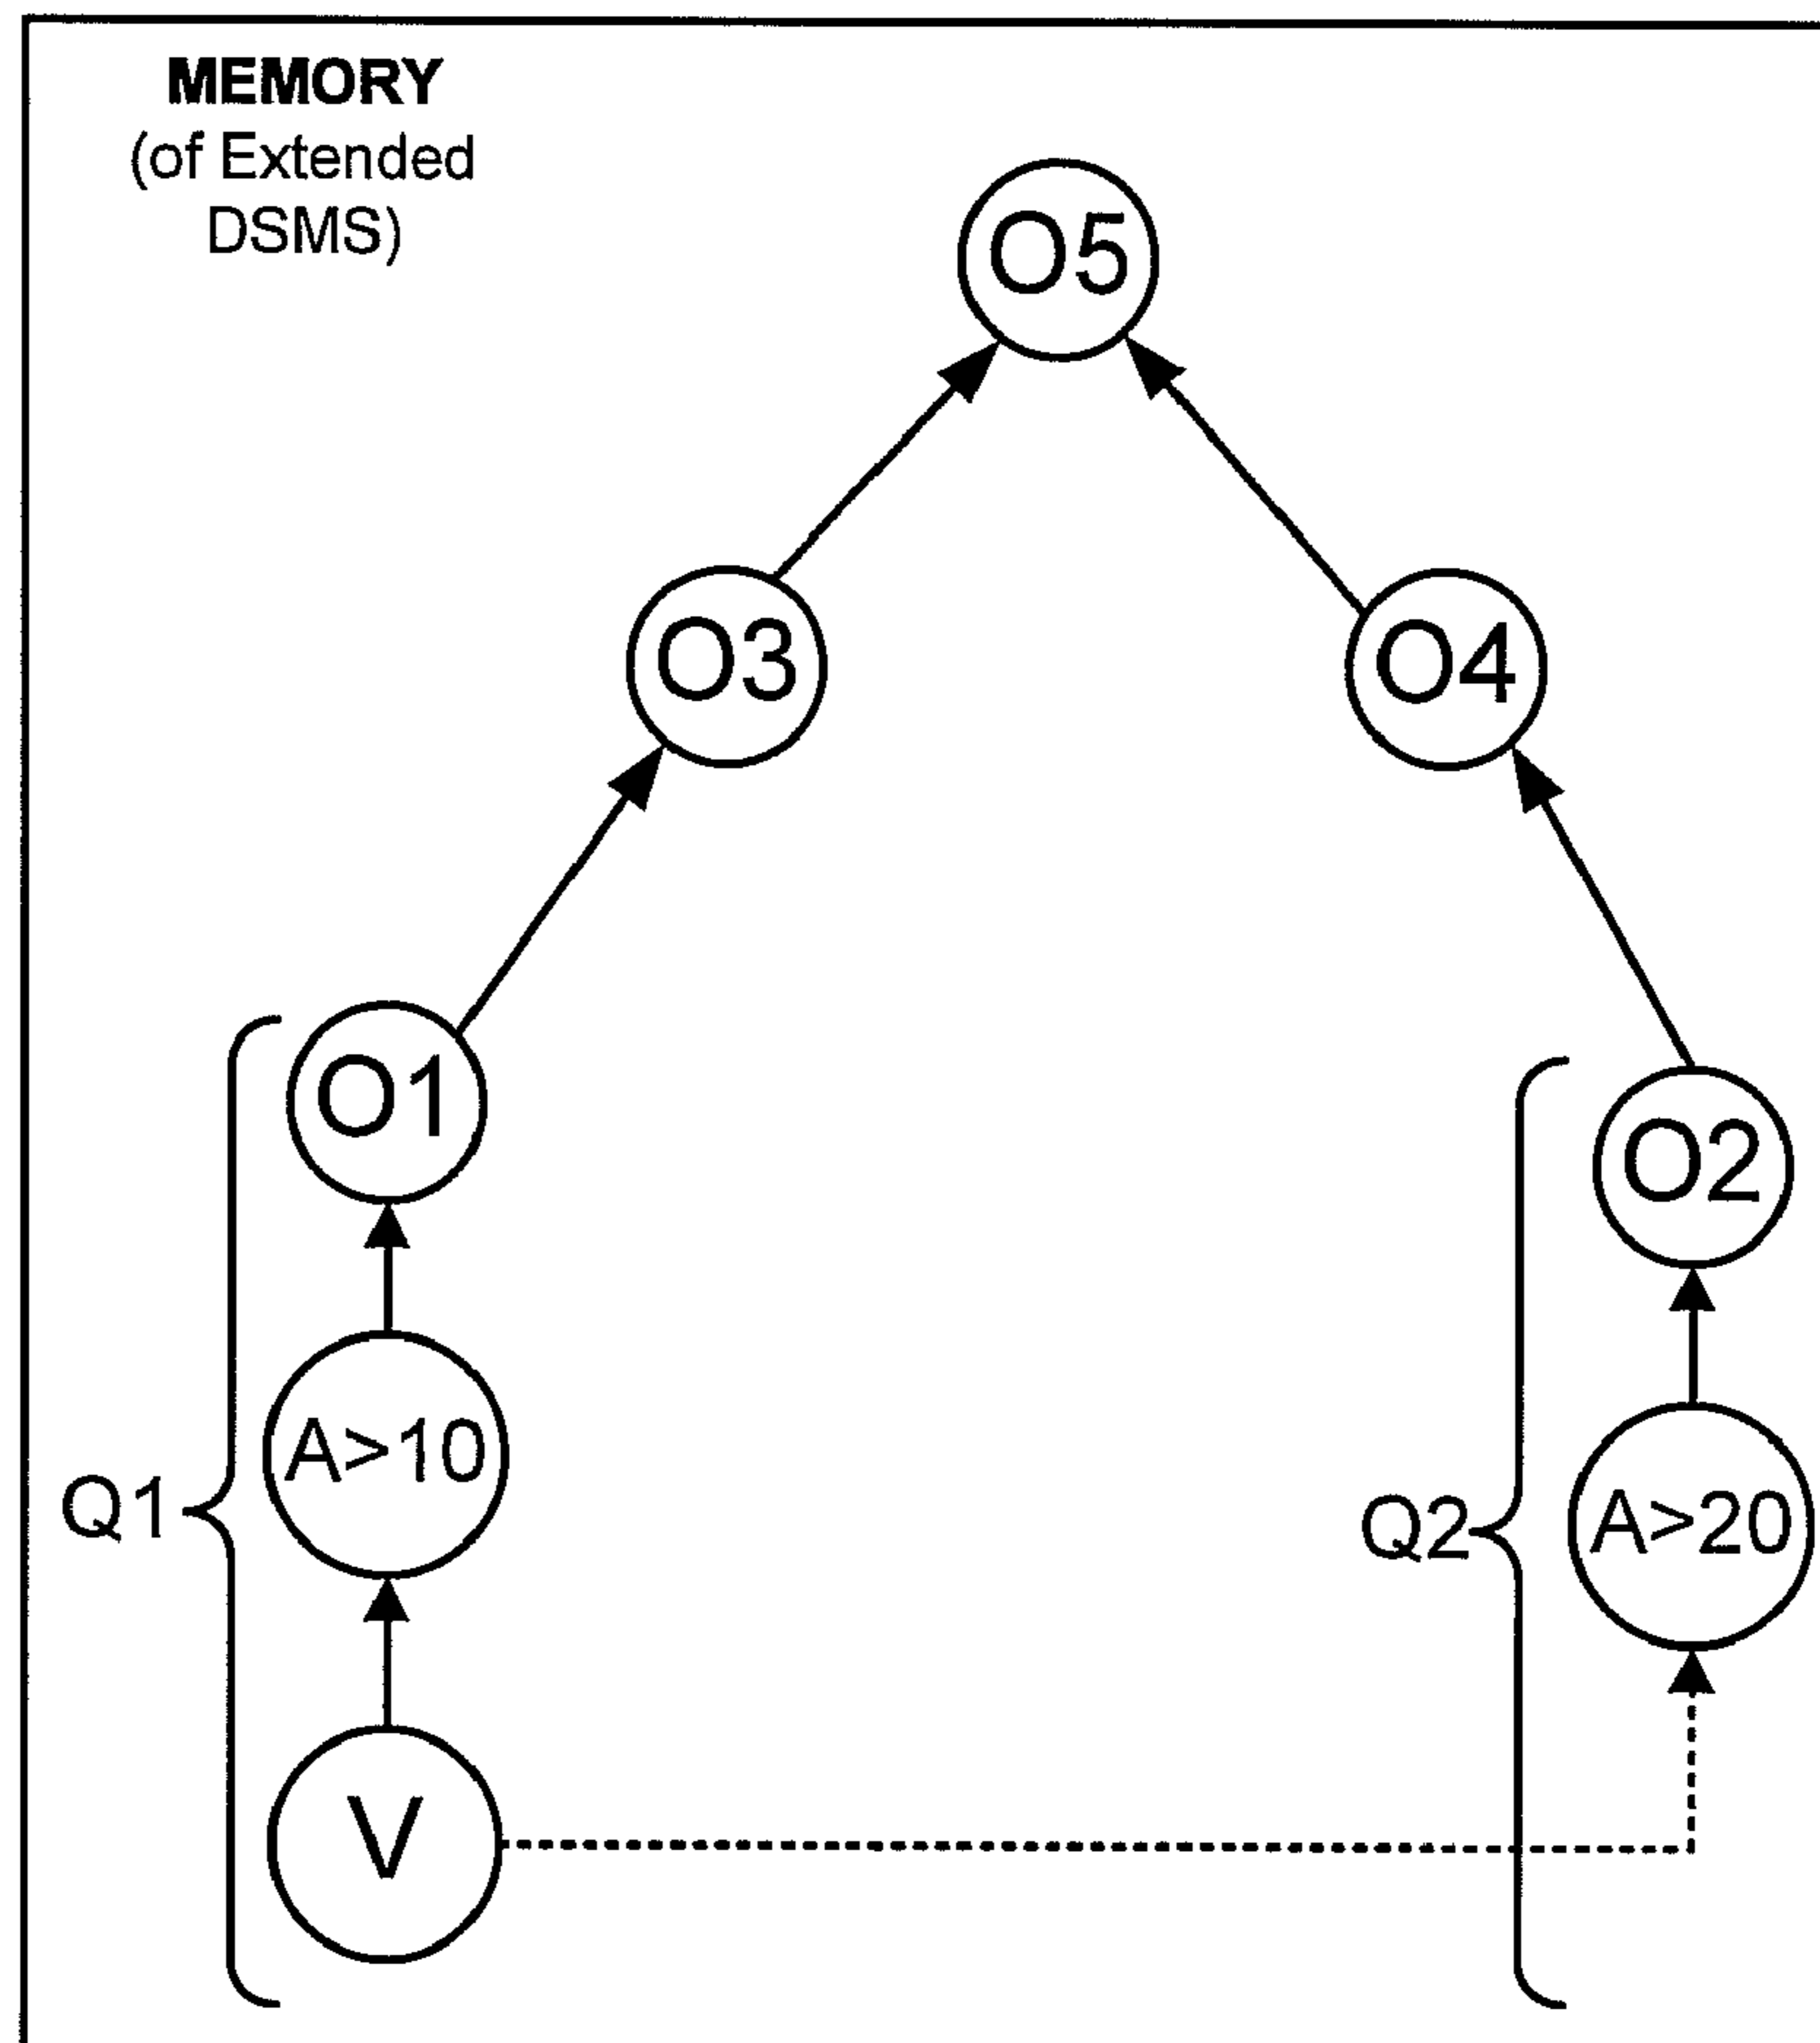 MEMORY
(of Extended
DSMS)
O5
O3
O4
O1
O2
A>10
Q1
Q2
A>20
V